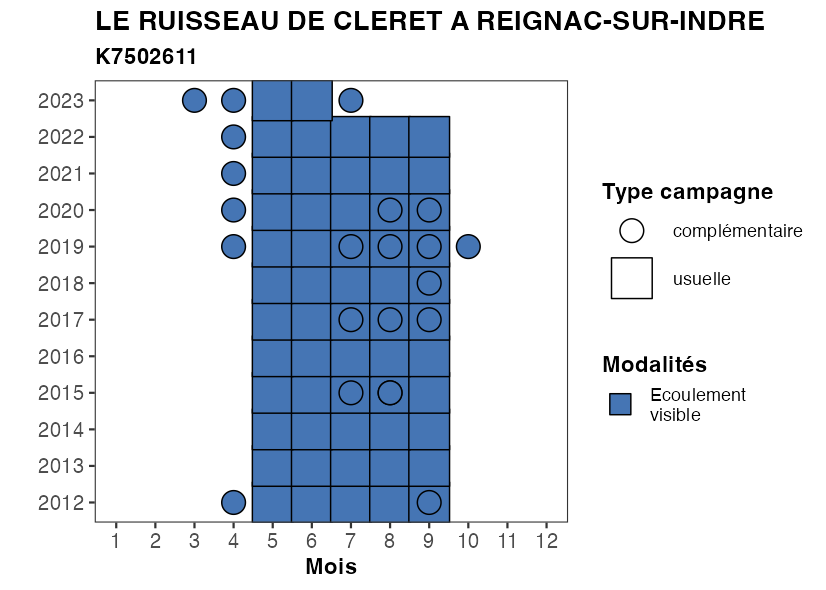 LE RUISSEAU DE CLERET A REIGNAC-SUR-INDRE
K7502611
2023
2022
2021
2020
2019
2018
2017
2016
2015
2014
2013
2012
1 2 3 4 5 6 7 8 9 10 11 12
Mois
Type campagne
complémentaire
usuelle
Modalités
Ecoulement
visible